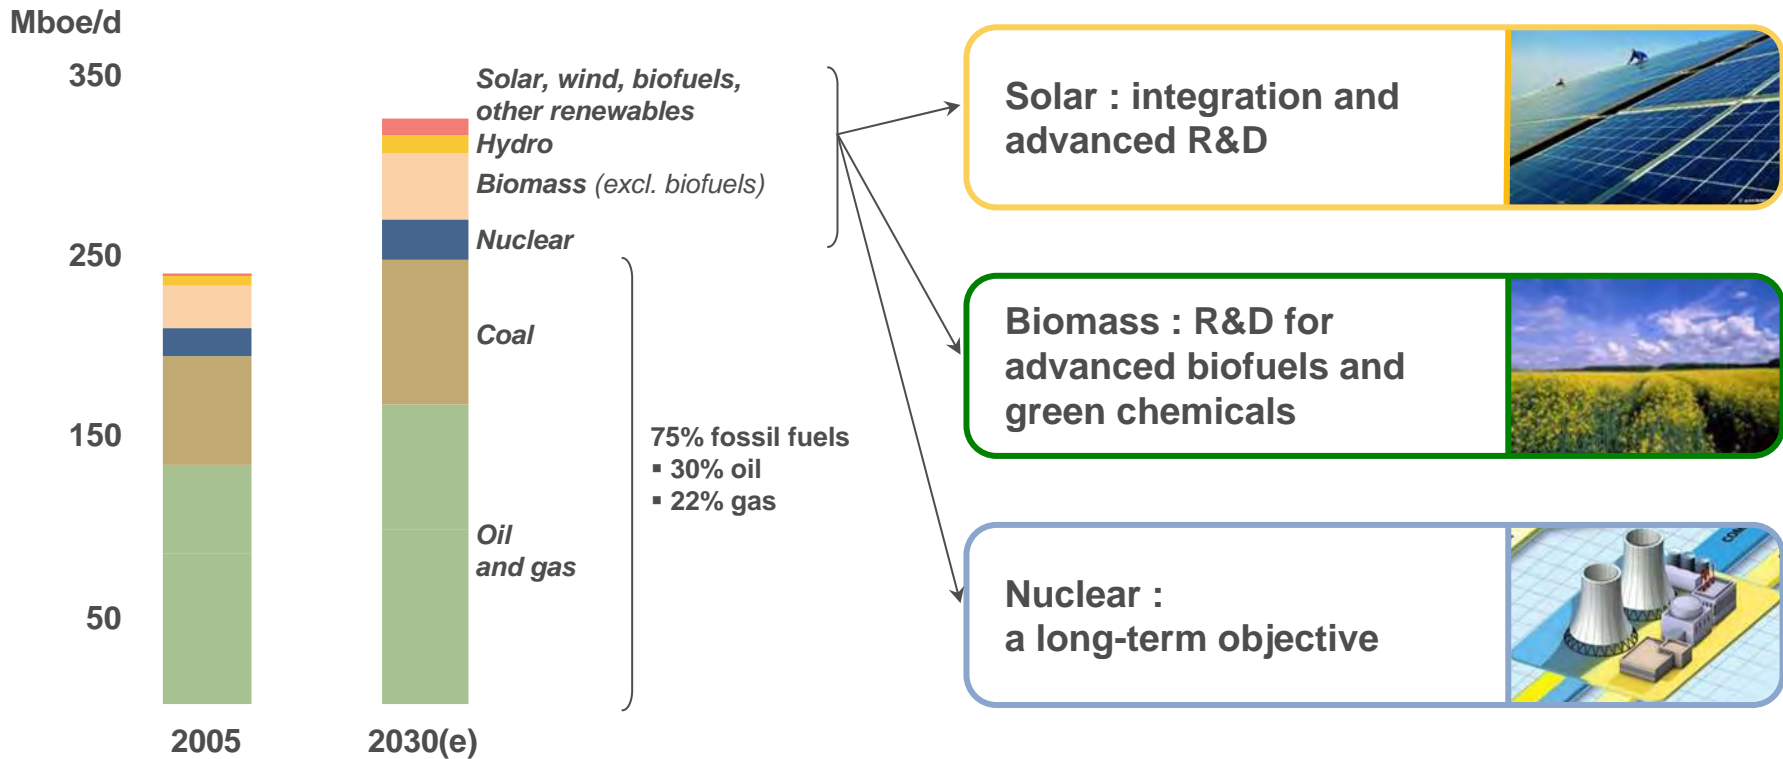 Mboe/d
350
250
150
50
2005
2030(e)
Solar, wind, biofuels,
other renewables
Hydro
Biomass (excl. biofuels)
Nuclear
Coal
Oil
and gas
75% fossil fuels
▪ 30% oil
▪ 22% gas
Solar : integration and
advanced R&D
Biomass : R&D for
advanced biofuels and
green chemicals
Nuclear :
a long-term objective